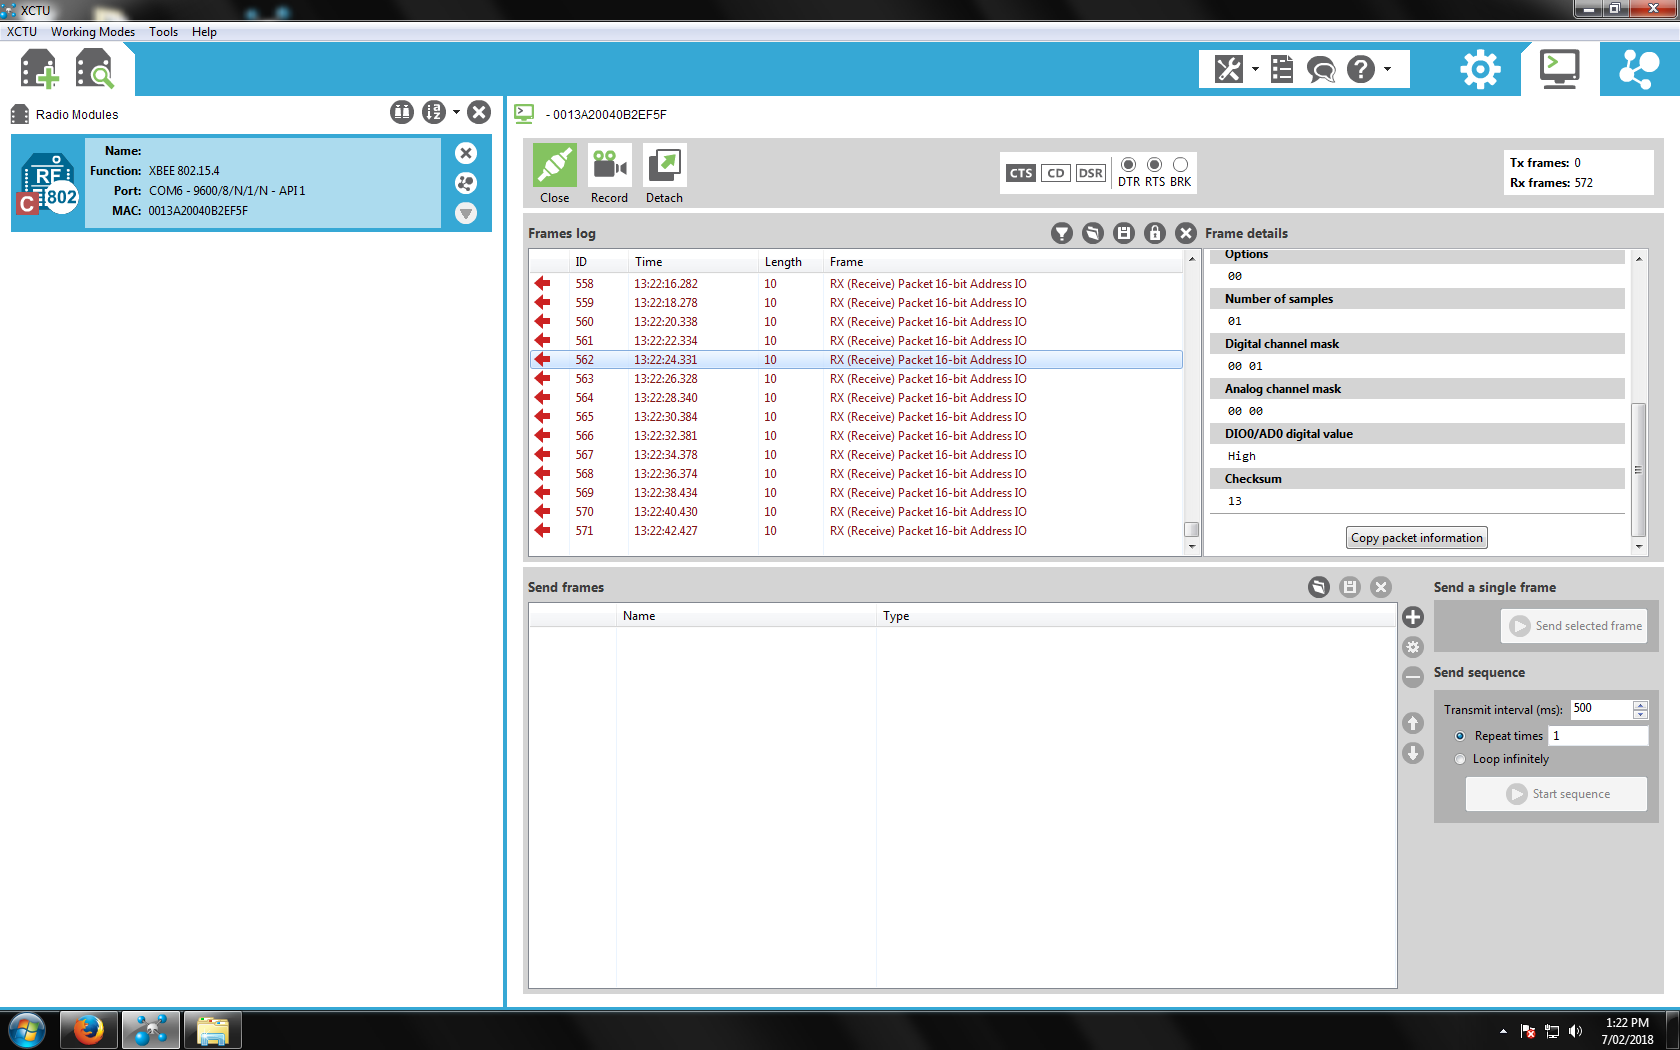 XCTU
XCTU Working Modes Tools Help
Radio Modules
- 0013A20040B2EF5F
Name:
Function: XBEE 802.15.4
Port: COM6 - 9600/8/N/1/N - API 1
MAC: 0013A20040B2EF5F
RF
802
C
Close
Record
Detach
CTS CD DSR
DTR RTS BRK
Tx frames: 0
Rx frames: 572
Frames log
ID Time Length Frame
558 13:22:16.282 10 RX (Receive) Packet 16-bit Address IO
559 13:22:18.278 10 RX (Receive) Packet 16-bit Address IO
560 13:22:20.338 10 RX (Receive) Packet 16-bit Address IO
561 13:22:22.334 10 RX (Receive) Packet 16-bit Address IO
562 13:22:24.331 10 RX (Receive) Packet 16-bit Address IO
563 13:22:26.328 10 RX (Receive) Packet 16-bit Address IO
564 13:22:28.340 10 RX (Receive) Packet 16-bit Address IO
565 13:22:30.384 10 RX (Receive) Packet 16-bit Address IO
566 13:22:32.381 10 RX (Receive) Packet 16-bit Address IO
567 13:22:34.378 10 RX (Receive) Packet 16-bit Address IO
568 13:22:36.374 10 RX (Receive) Packet 16-bit Address IO
569 13:22:38.434 10 RX (Receive) Packet 16-bit Address IO
570 13:22:40.430 10 RX (Receive) Packet 16-bit Address IO
571 13:22:42.427 10 RX (Receive) Packet 16-bit Address IO
Frame details
Options
00
Number of samples
01
Digital channel mask
00 01
Analog channel mask
00 00
DIO0/AD0 digital value
High
Checksum
13
Copy packet information
Send frames
Name Type
Send a single frame
Send selected frame
Send sequence
Transmit interval (ms): 500
Repeat times 1
Loop infinitely
Start sequence
1:22 PM
7/02/2018